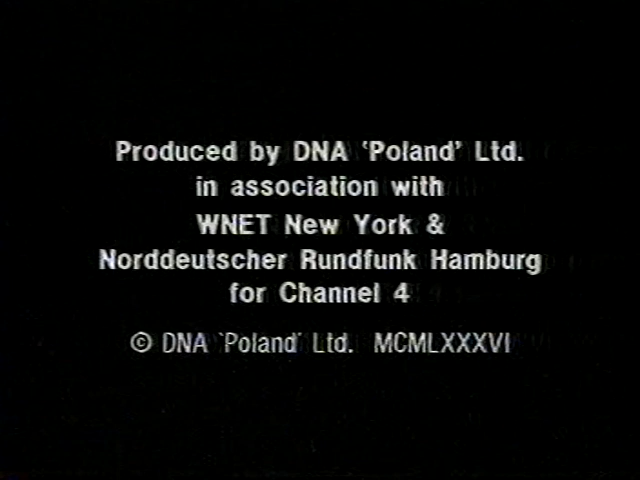 Produced by DNA 'Poland' Ltd.
in association with
WNET New York &
Norddeutscher Rundfunk Hamburg
for Channel 4
© DNA 'Poland' Ltd. MCMLXXXVI